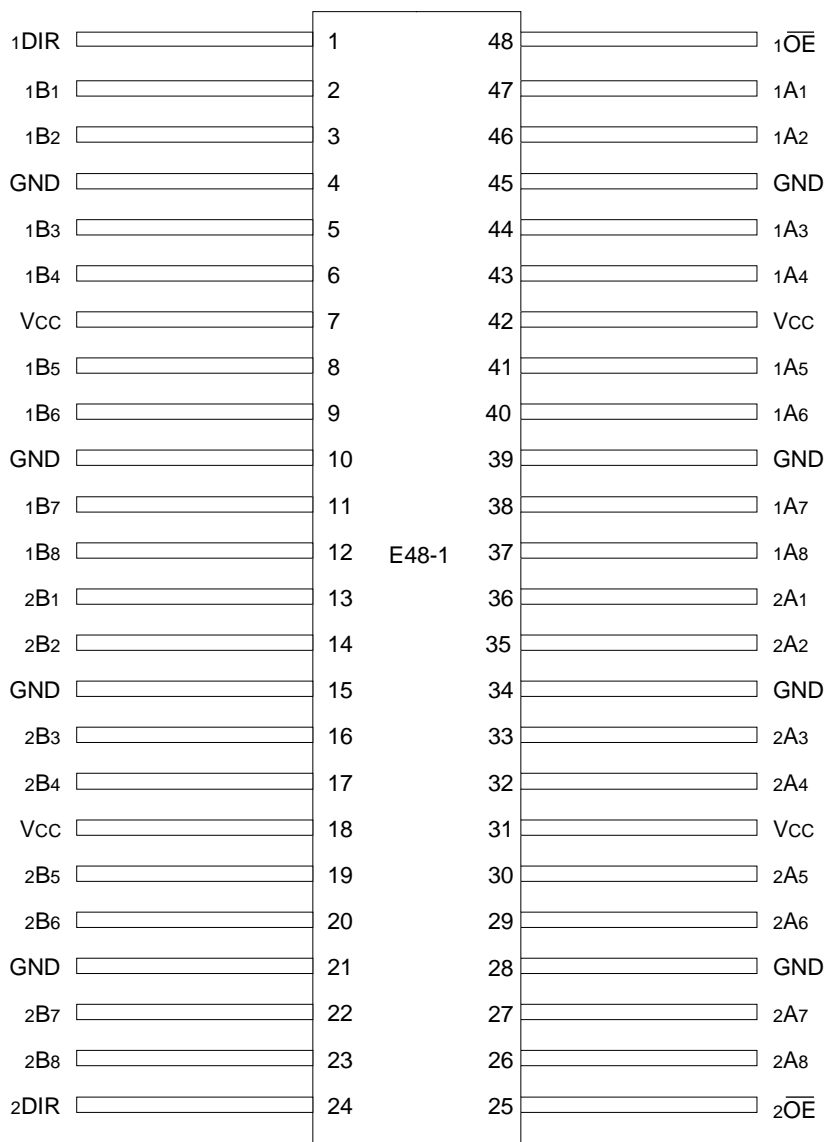 1DIR 1 48 1O̅E̅
1B1 2 47 1A1
1B2 3 46 1A2
GND 4 45 GND
1B3 5 44 1A3
1B4 6 43 1A4
VCC 7 42 VCC
1B5 8 41 1A5
1B6 9 40 1A6
GND 10 39 GND
1B7 11 38 1A7
1B8 12 E48-1 37 1A8
2B1 13 36 2A1
2B2 14 35 2A2
GND 15 34 GND
2B3 16 33 2A3
2B4 17 32 2A4
VCC 18 31 VCC
2B5 19 30 2A5
2B6 20 29 2A6
GND 21 28 GND
2B7 22 27 2A7
2B8 23 26 2A8
2DIR 24 25 2O̅E̅